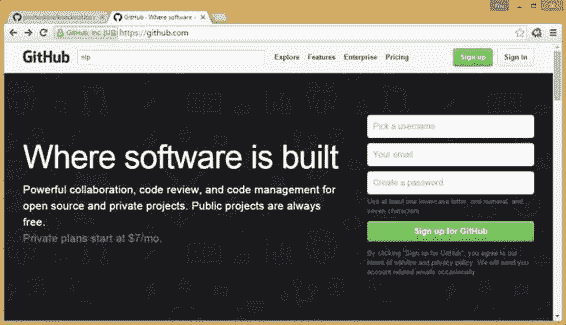 GitHub - Where software
GitHub, Inc. [US] https://github.com
GitHub nlp Explore Features Enterprise Pricing Sign up Sign in
Where software is built
Powerful collaboration, code review, and code management for
open source and private projects. Public projects are always
free.
Private plans start at $7/mo.
Pick a username
Your email
Create a password
Use at least one lowercase letter, one numeral, and
seven characters.
Sign up for GitHub
By clicking "Sign up for GitHub", you agree to our
terms of service and privacy policy. We will send you
account related emails occasionally.